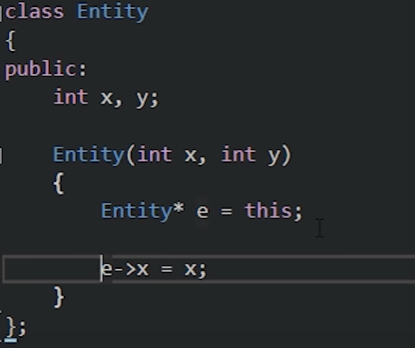 class Entity
{
public:
    int x, y;

    Entity(int x, int y)
    {
        Entity* e = this;

        e->x = x;
    }
};